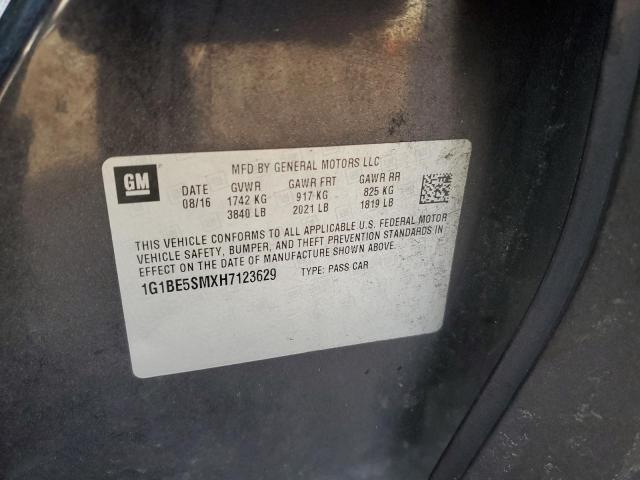 GM
MFD BY GENERAL MOTORS LLC
DATE GVWR GAWR FRT GAWR RR
08/16 1742 KG 917 KG 825 KG
3840 LB 2021 LB 1819 LB
THIS VEHICLE CONFORMS TO ALL APPLICABLE U.S. FEDERAL MOTOR
VEHICLE SAFETY, BUMPER, AND THEFT PREVENTION STANDARDS IN
EFFECT ON THE DATE OF MANUFACTURE SHOWN ABOVE.
1G1BE5SMXH7123629 TYPE: PASS CAR